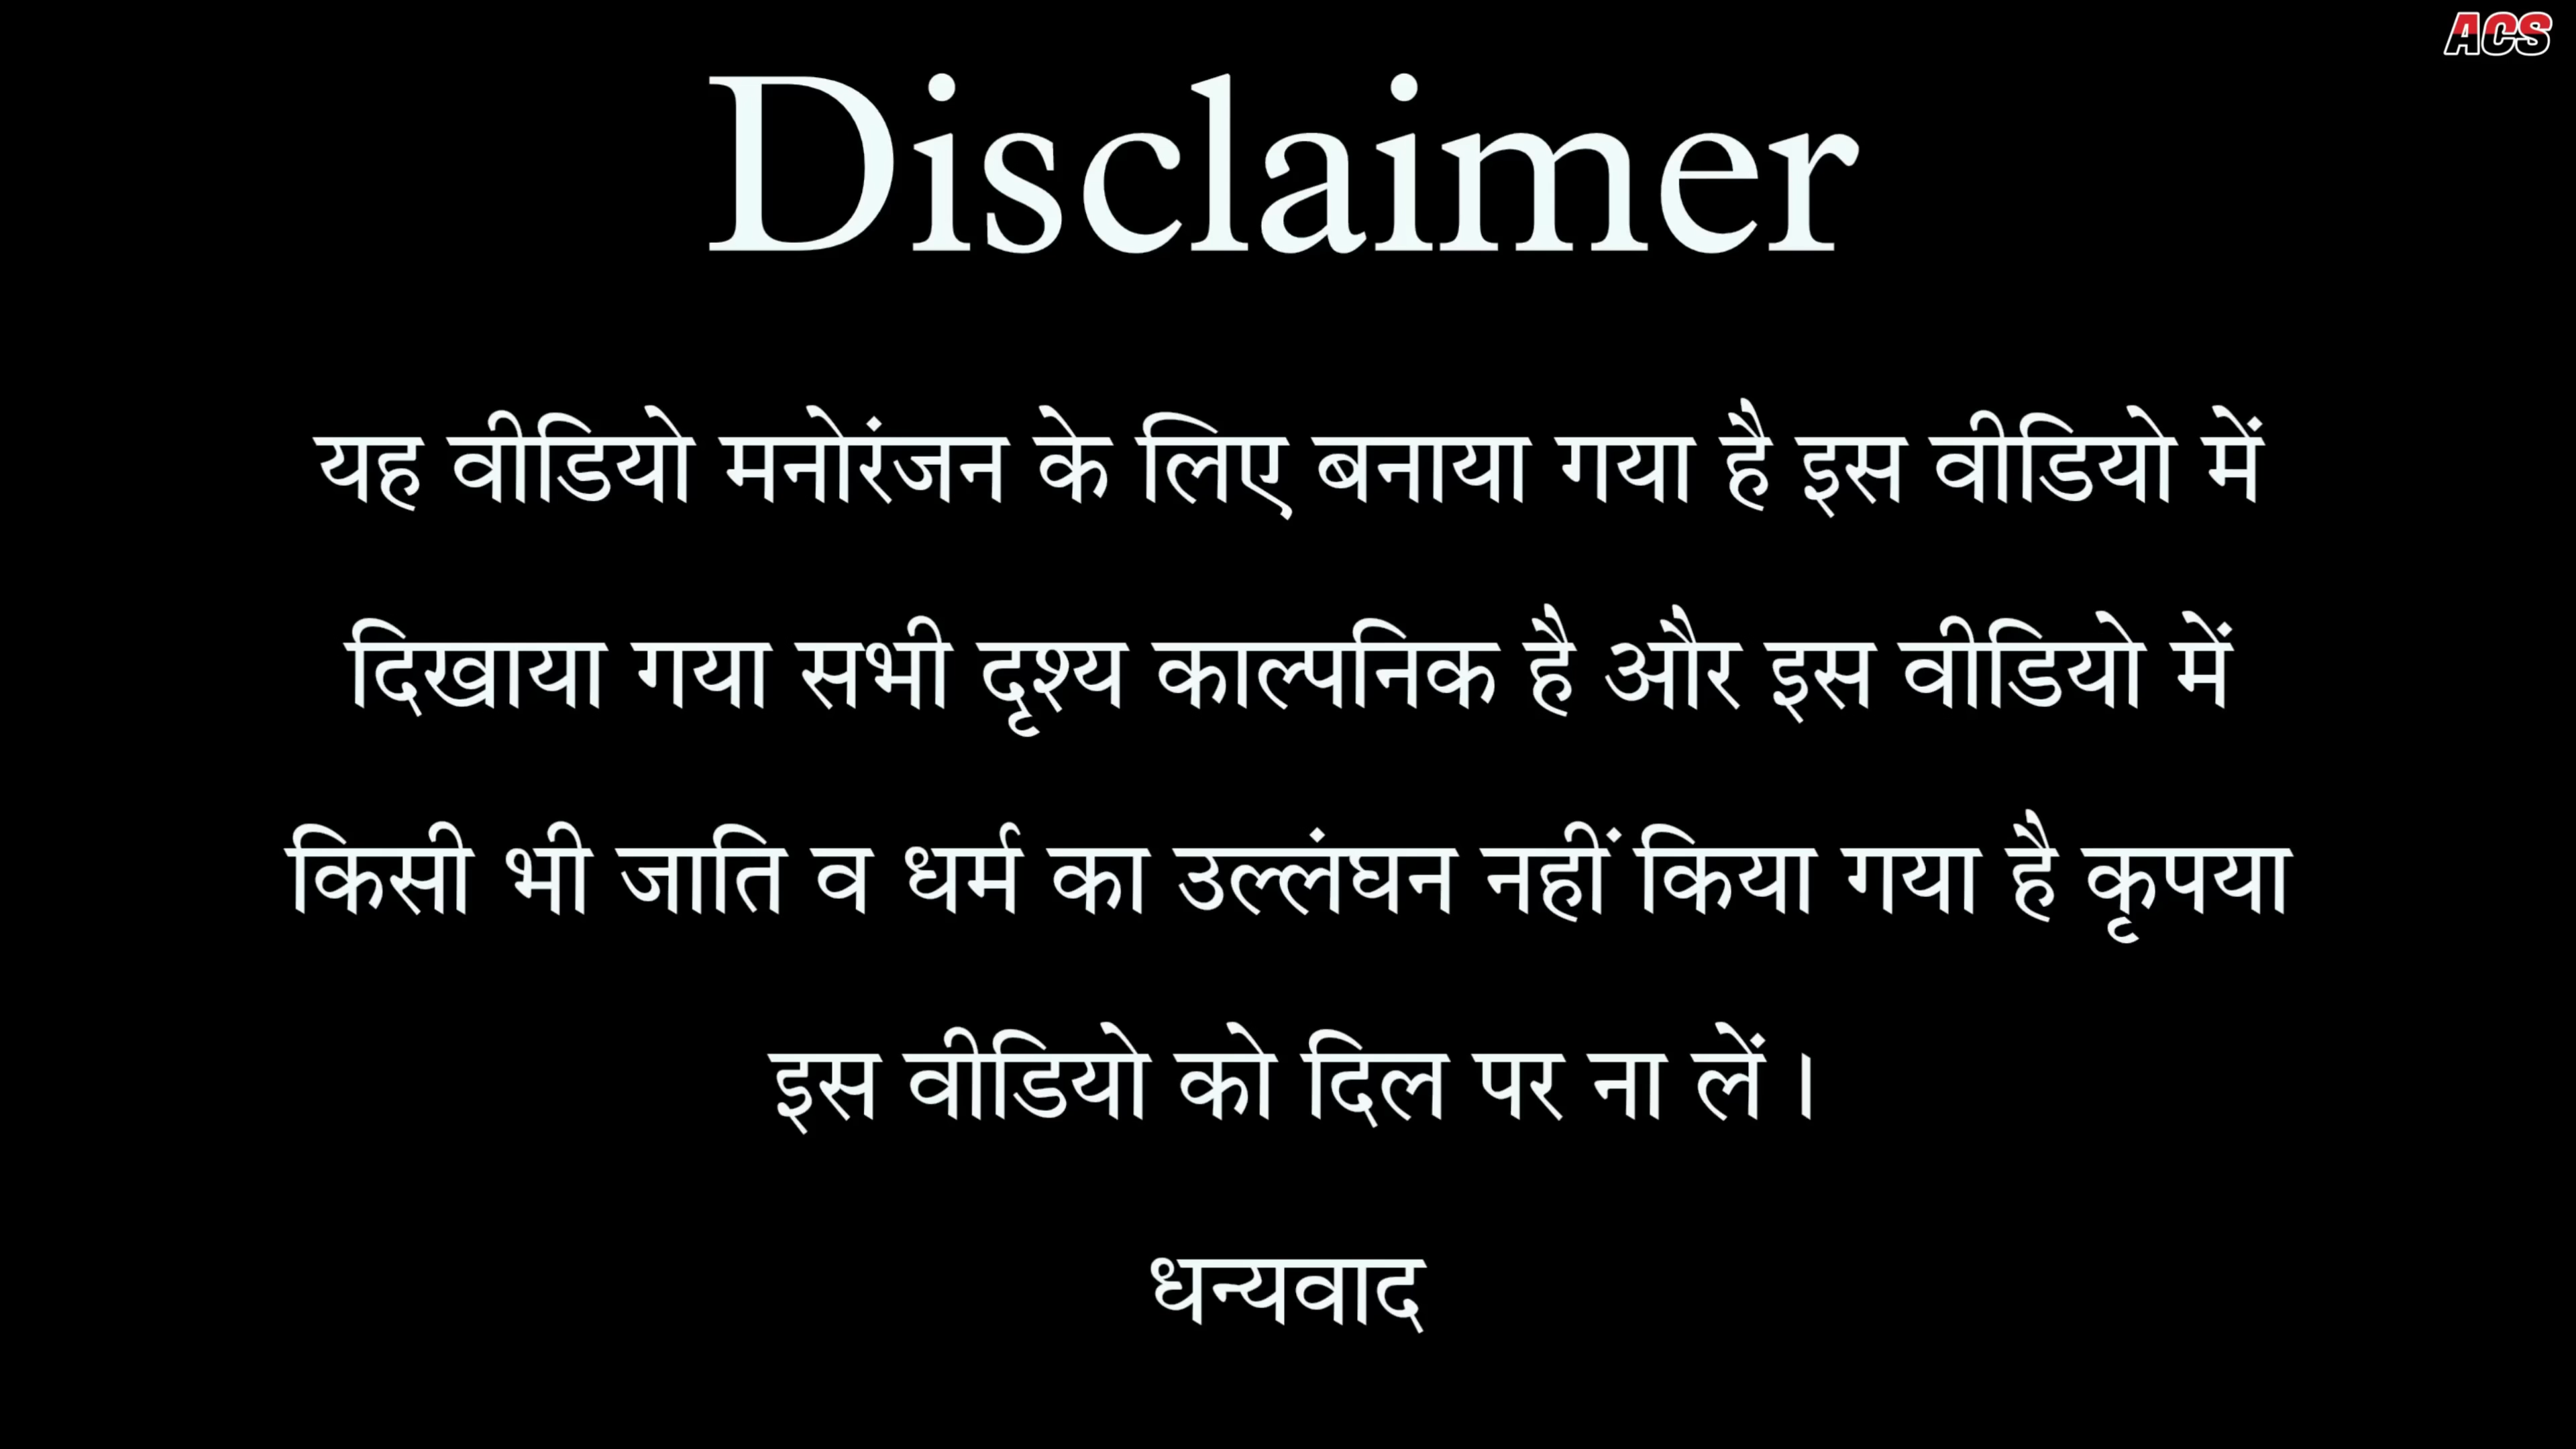 ACS
Disclaimer
यह वीडियो मनोरंजन के लिए बनाया गया है इस वीडियो में
दिखाया गया सभी दृश्य काल्पनिक है और इस वीडियो में
किसी भी जाति व धर्म का उल्लंघन नहीं किया गया है कृपया
इस वीडियो को दिल पर ना लें।
धन्यवाद